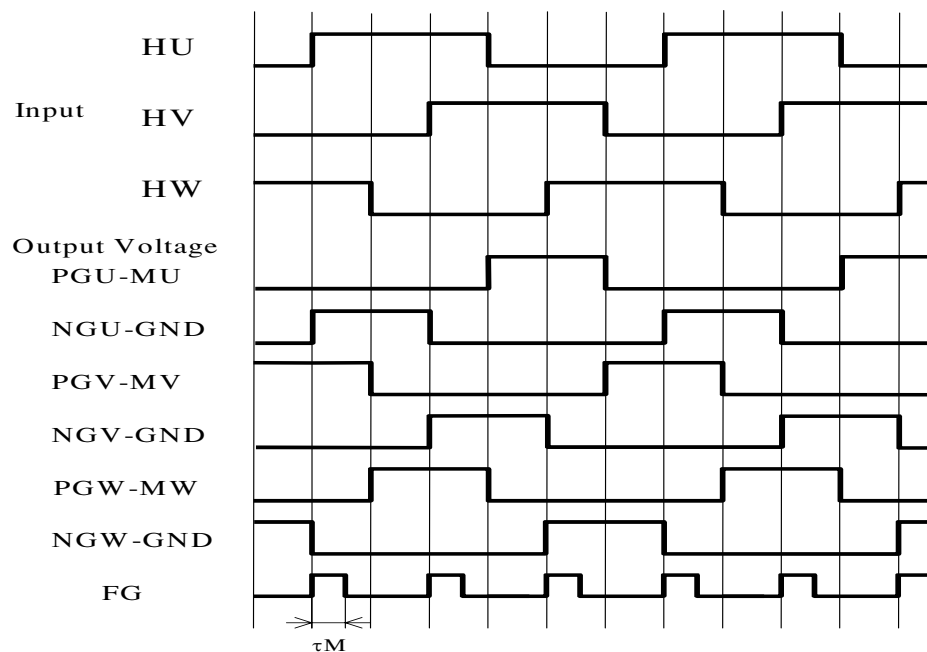 HU
Input
HV
HW
Output Voltage
PGU-MU
NGU-GND
PGV-MV
NGV-GND
PGW-MW
NGW-GND
FG
τM